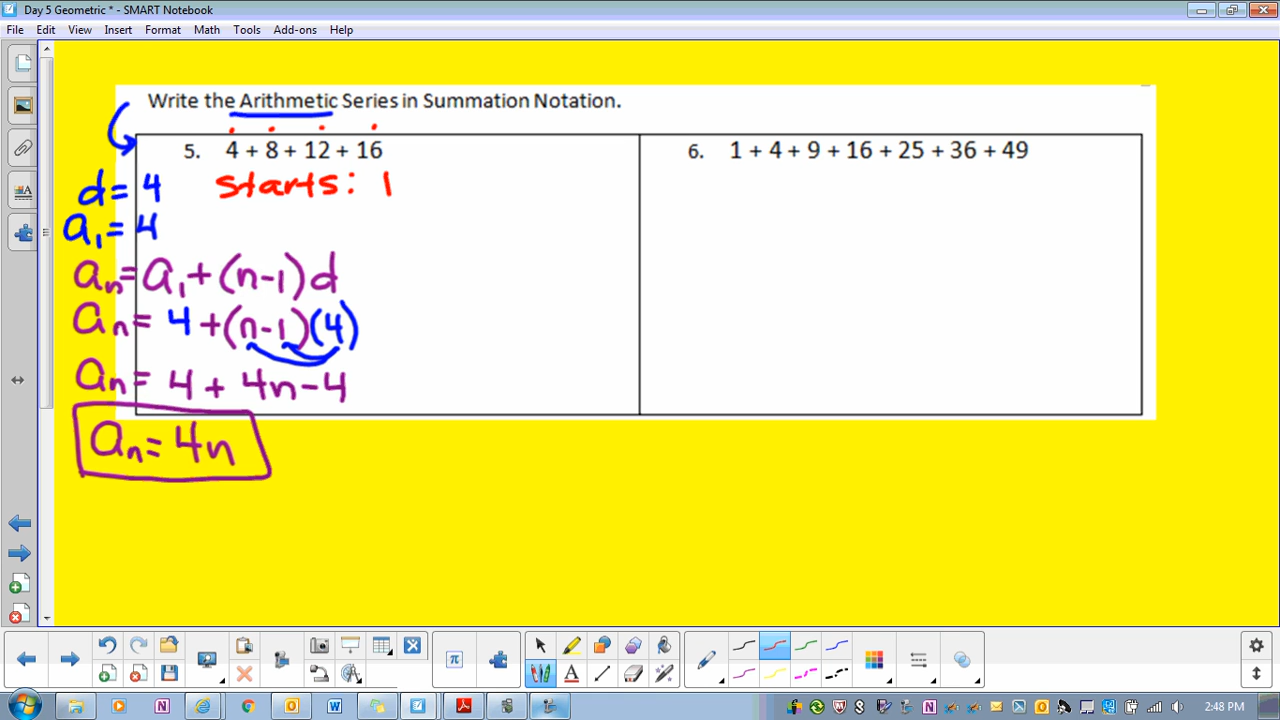 Day 5 Geometric * - SMART Notebook
File Edit View Insert Format Math Tools Add-ons Help
Write the Arithmetic Series in Summation Notation.
5. 4 + 8 + 12 + 16
starts: 1
d = 4
a₁ = 4
aₙ = a₁ + (n-1)d
aₙ = 4 + (n-1)(4)
aₙ = 4 + 4n - 4
aₙ = 4n
6. 1 + 4 + 9 + 16 + 25 + 36 + 49
2:48 PM